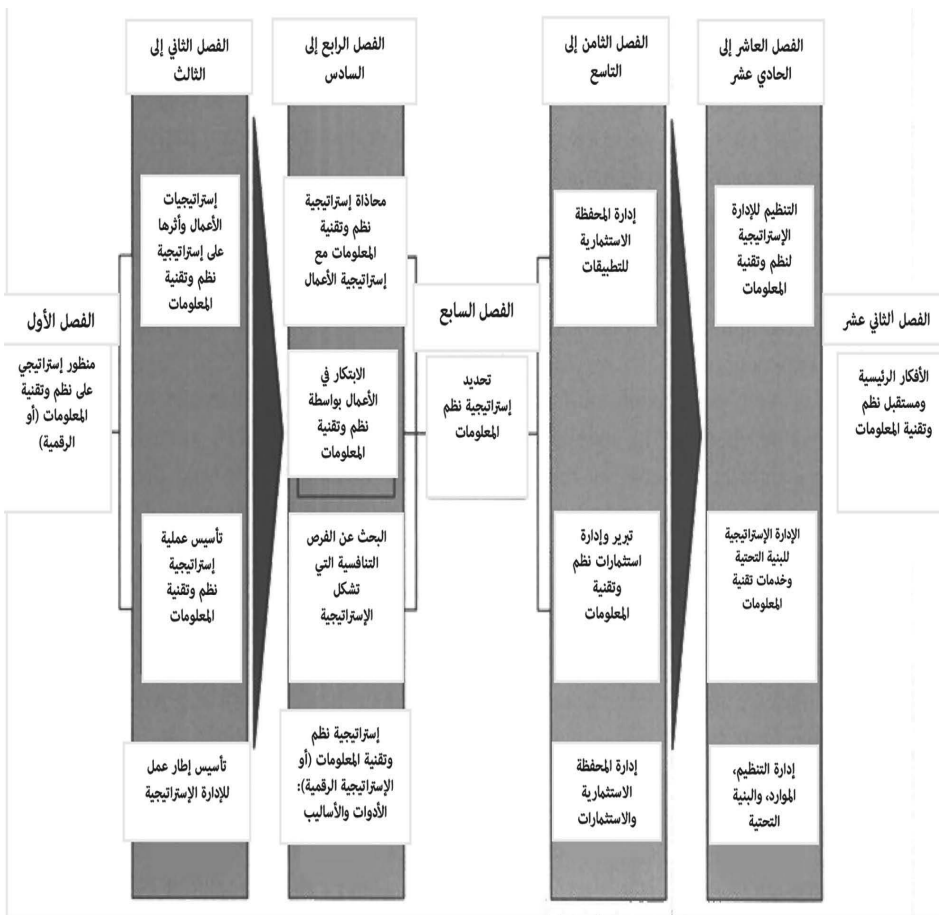 الفصل الأول
منظور إستراتيجي
على نظم وتقنية
المعلومات (أو
الرقمية)
الفصل الثاني إلى
الثالث
إستراتيجيات
الأعمال وأثرها
على إستراتيجية
نظم وتقنية
المعلومات
تأسيس عملية
إستراتيجية
نظم وتقنية
المعلومات
تأسيس إطار عمل
للإدارة الإستراتيجية
الفصل الرابع إلى
السادس
محاذاة إستراتيجية
نظم وتقنية
المعلومات مع
إستراتيجية الأعمال
الابتكار في
الأعمال بواسطة
نظم وتقنية
المعلومات
البحث عن الفرص
التنافسية التي
تشكل
الإستراتيجية
إستراتيجية نظم
وتقنية المعلومات (أو
الإستراتيجية الرقمية):
الأدوات والأساليب
الفصل السابع
تحديد
إستراتيجية نظم
المعلومات
الفصل الثامن إلى
التاسع
إدارة المحفظة
الاستثمارية
للتطبيقات
تبرير وإدارة
استثمارات نظم
وتقنية
المعلومات
إدارة المحفظة
الاستثمارية
والاستثمارات
الفصل العاشر إلى
الحادي عشر
التنظيم للإدارة
الإستراتيجية
لنظم وتقنية
المعلومات
الإدارة الإستراتيجية
للبنية التحتية
وخدمات تقنية
المعلومات
إدارة التنظيم،
الموارد، والبنية
التحتية
الفصل الثاني عشر
الأفكار الرئيسية
ومستقبل نظم
وتقنية المعلومات